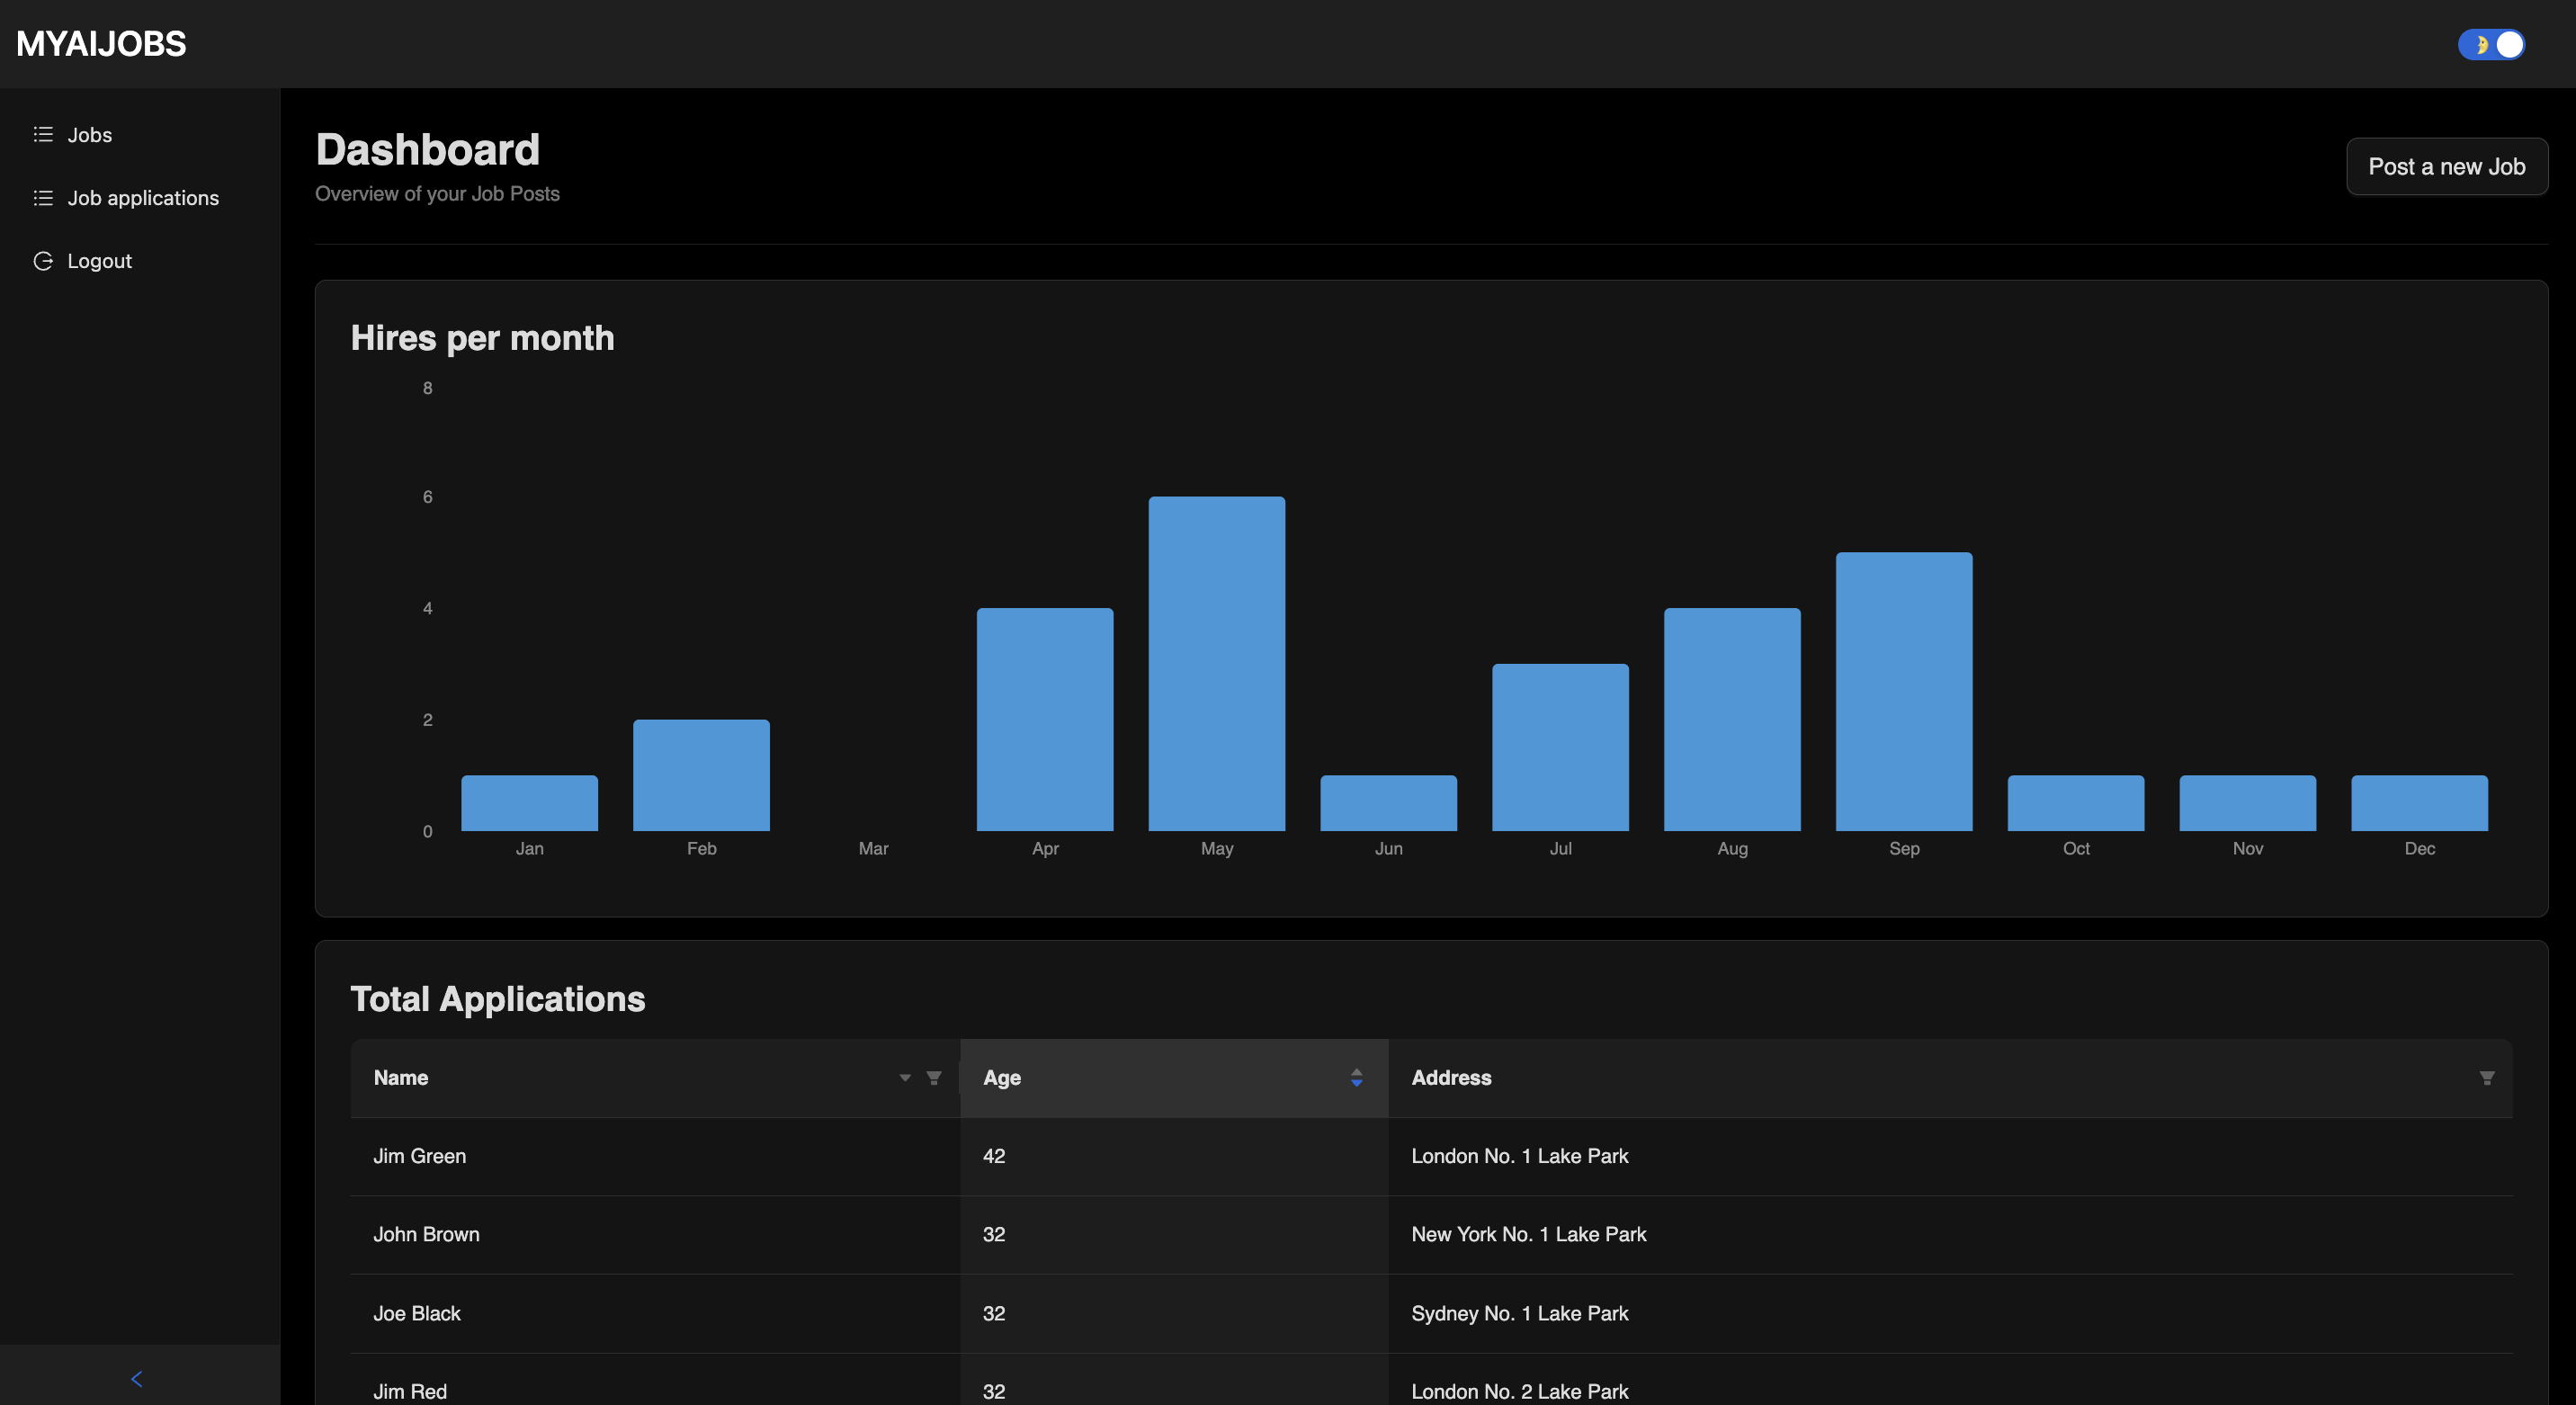 MYAIJOBS
Jobs
Job applications
Logout
Dashboard
Overview of your Job Posts
Post a new Job
Hires per month
8
6
4
2
0
Jan Feb Mar Apr May Jun Jul Aug Sep Oct Nov Dec
Total Applications
Name Age Address
Jim Green 42 London No. 1 Lake Park
John Brown 32 New York No. 1 Lake Park
Joe Black 32 Sydney No. 1 Lake Park
Jim Red 32 London No. 2 Lake Park